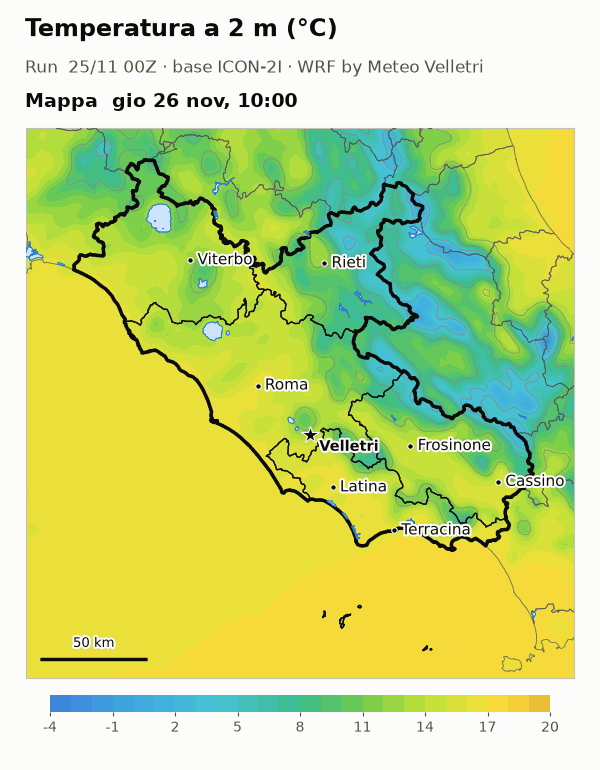 Temperatura a 2 m (°C)
Run  25/11 00Z · base ICON-2I · WRF by Meteo Velletri
Mappa  gio 26 nov, 10:00
Viterbo
Rieti
Roma
Velletri
Frosinone
Cassino
Latina
Terracina
50 km
-4 -1 2 5 8 11 14 17 20